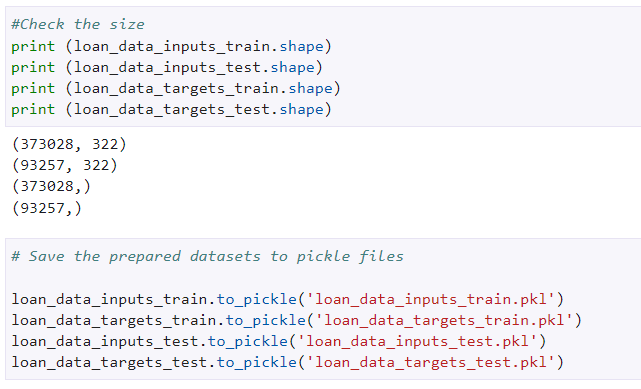 #Check the size
print (loan_data_inputs_train.shape)
print (loan_data_inputs_test.shape)
print (loan_data_targets_train.shape)
print (loan_data_targets_test.shape)
(373028, 322)
(93257, 322)
(373028,)
(93257,)
# Save the prepared datasets to pickle files
loan_data_inputs_train.to_pickle('loan_data_inputs_train.pkl')
loan_data_targets_train.to_pickle('loan_data_targets_train.pkl')
loan_data_inputs_test.to_pickle('loan_data_inputs_test.pkl')
loan_data_targets_test.to_pickle('loan_data_targets_test.pkl')